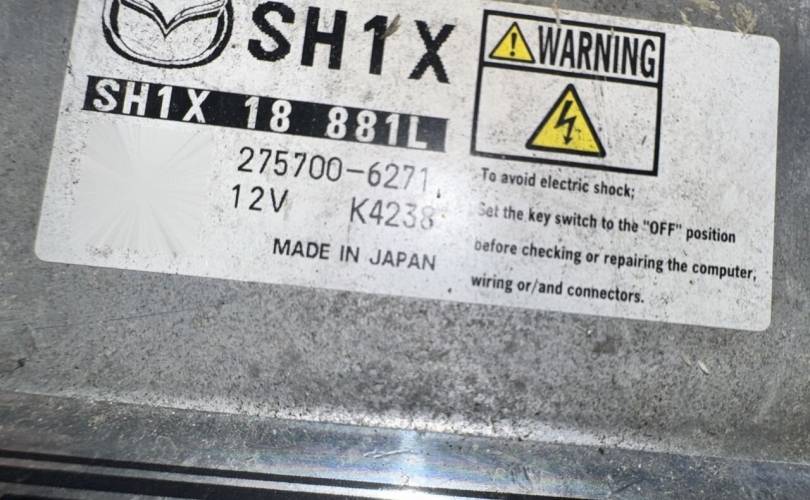 SH1X
SH1X 18 881L
275700-6271
12V K4238
MADE IN JAPAN
WARNING
To avoid electric shock;
Set the key switch to the "OFF" position
before checking or repairing the computer,
wiring or/and connectors.